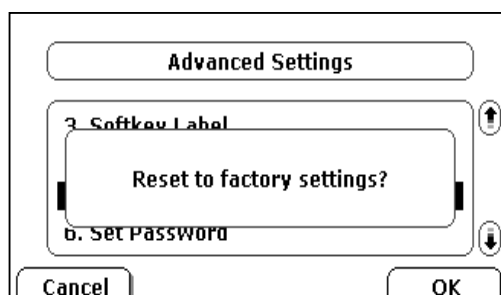 Advanced Settings
3. Softkey Label
Reset to factory settings?
6. Set Password
Cancel
OK